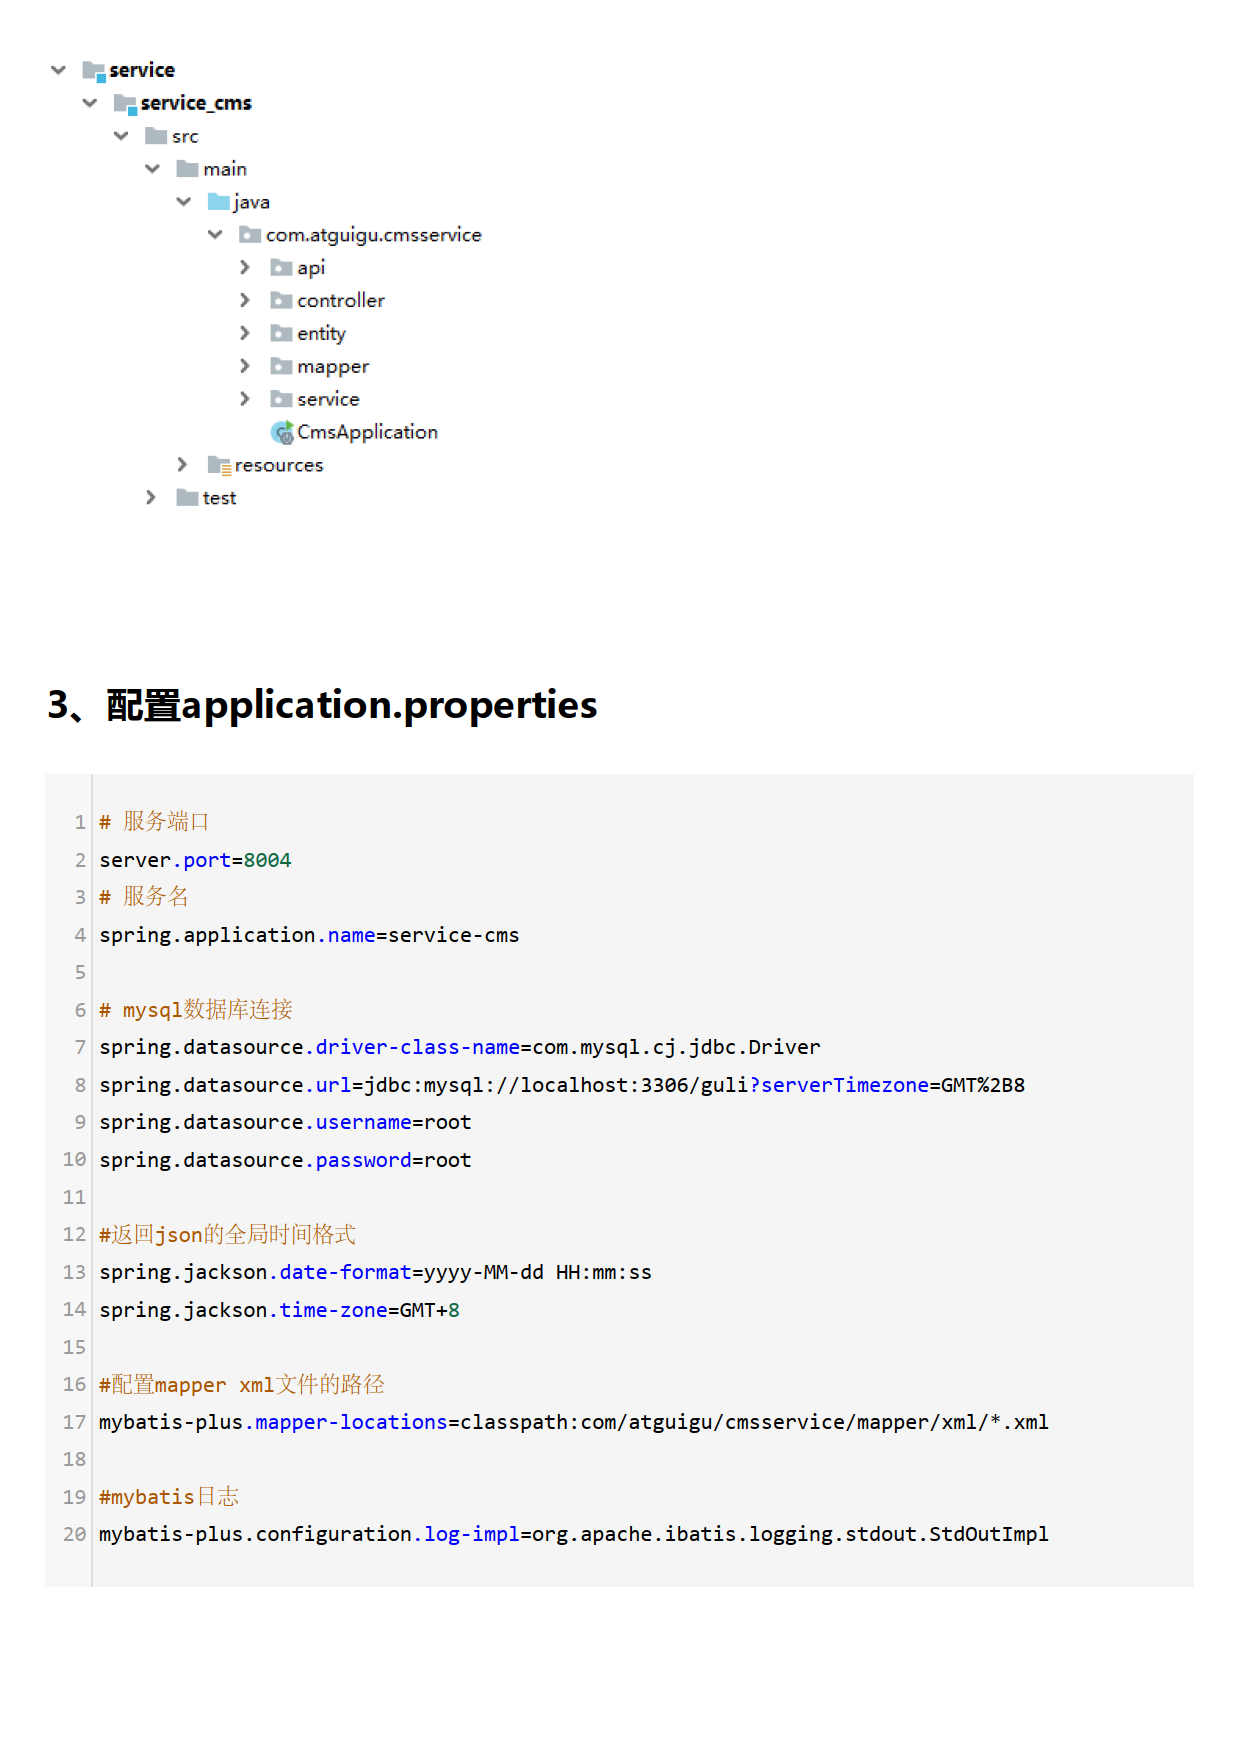 service
service_cms
src
main
java
com.atguigu.cmsservice
api
controller
entity
mapper
service
CmsApplication
resources
test
3、配置application.properties
1 # 服务端口
2 server.port=8004
3 # 服务名
4 spring.application.name=service-cms
5
6 # mysql数据库连接
7 spring.datasource.driver-class-name=com.mysql.cj.jdbc.Driver
8 spring.datasource.url=jdbc:mysql://localhost:3306/guli?serverTimezone=GMT%2B8
9 spring.datasource.username=root
10 spring.datasource.password=root
11
12 #返回json的全局时间格式
13 spring.jackson.date-format=yyyy-MM-dd HH:mm:ss
14 spring.jackson.time-zone=GMT+8
15
16 #配置mapper xml文件的路径
17 mybatis-plus.mapper-locations=classpath:com/atguigu/cmsservice/mapper/xml/*.xml
18
19 #mybatis日志
20 mybatis-plus.configuration.log-impl=org.apache.ibatis.logging.stdout.StdOutImpl